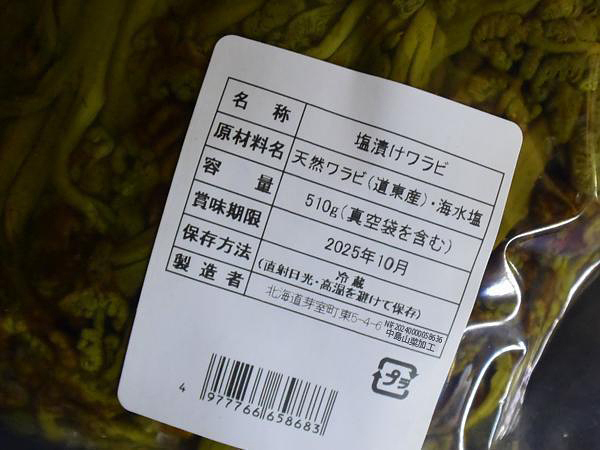 名称 塩漬けワラビ
原材料名 天然ワラビ(道東産)・海水塩
容量 510g(真空袋を含む)
賞味期限 2025年10月
保存方法 冷蔵
(直射日光・高温を避けて保存)
製造者 北海道芽室町東5-4-6
中島山菜加工
プラ
4 977766 658683